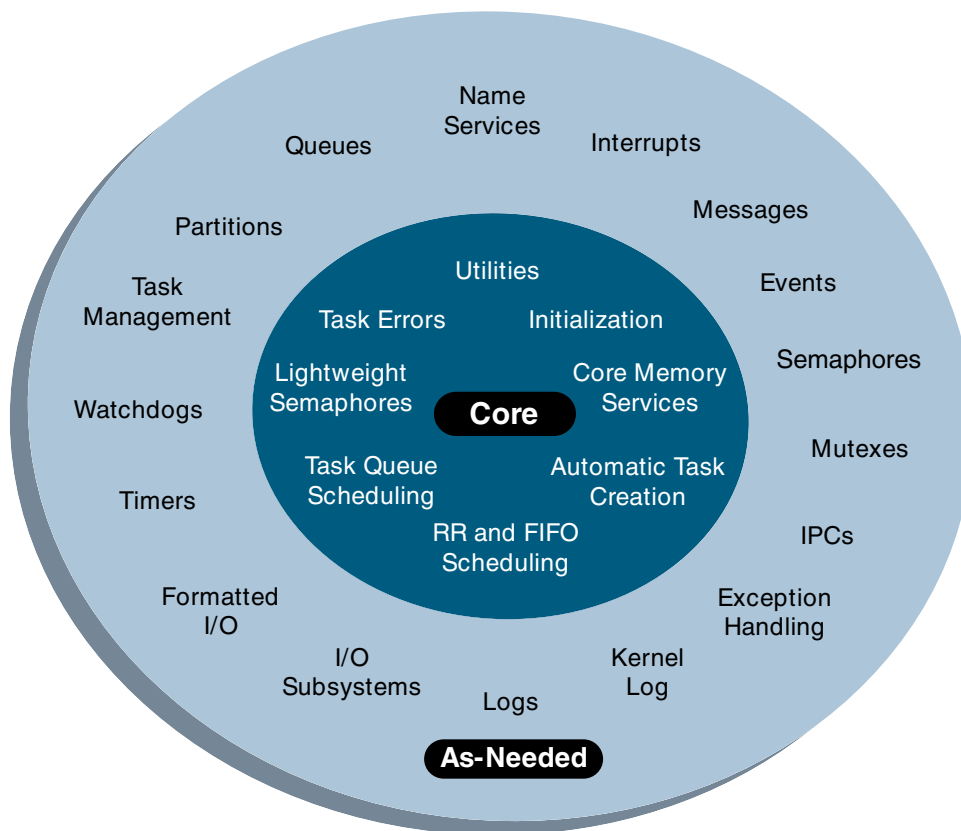 Name
Services
Queues
Interrupts
Messages
Partitions
Utilities
Events
Task
Management
Task Errors
Initialization
Semaphores
Lightweight
Semaphores
Core Memory
Services
Core
Watchdogs
Mutexes
Task Queue
Scheduling
Automatic Task
Creation
Timers
RR and FIFO
Scheduling
IPCs
Formatted
I/O
Exception
Handling
I/O
Subsystems
Kernel
Log
Logs
As-Needed